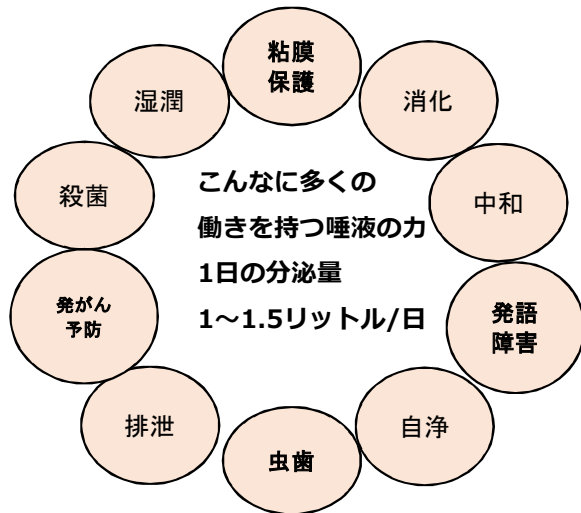 粘膜
保護
消化
中和
発語
障害
自浄
虫歯
排泄
発がん
予防
殺菌
湿潤
こんなに多くの
働きを持つ唾液の力
1日の分泌量
1～1.5リットル/日